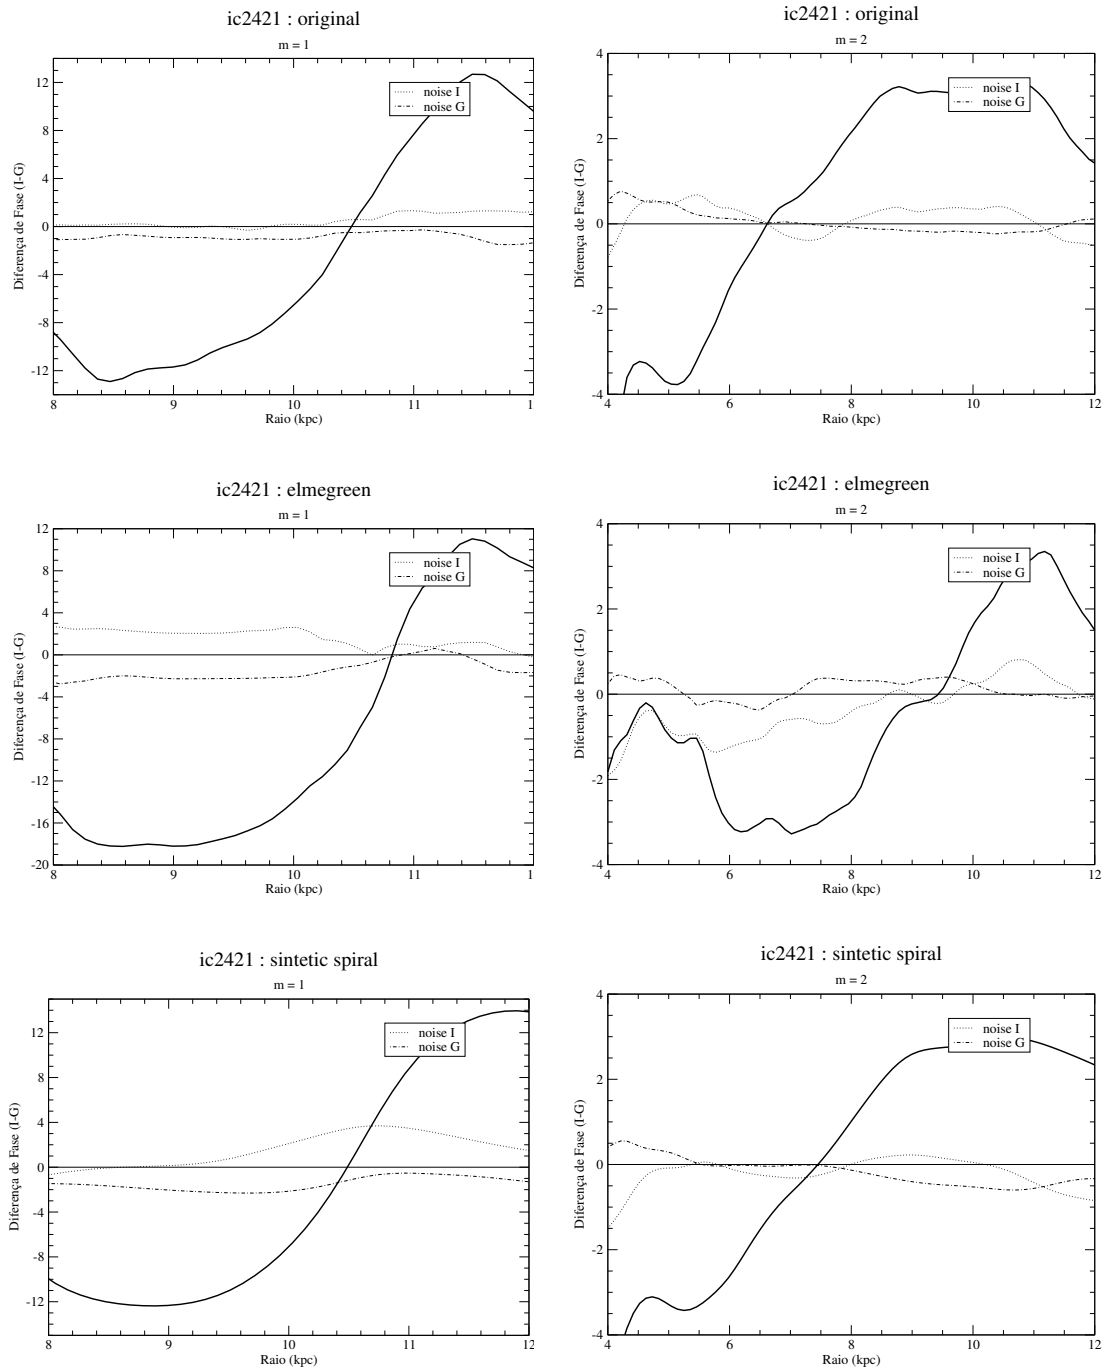 ic2421 : original
m = 1
noise I
noise G
Diferença de Fase (I-G)
12
8
4
0
-4
-8
-12
8
9
10
11
1
Raio (kpc)
ic2421 : original
m = 2
noise I
noise G
Diferença de Fase (I-G)
4
2
0
-2
-4
4
6
8
10
12
Raio (kpc)
ic2421 : elmegreen
m = 1
noise I
noise G
Diferença de Fase (I-G)
12
8
4
0
-4
-8
-12
-16
-20
8
9
10
11
1
Raio (kpc)
ic2421 : elmegreen
m = 2
noise I
noise G
Diferença de Fase (I-G)
4
2
0
-2
-4
4
6
8
10
12
Raio (kpc)
ic2421 : sintetic spiral
m = 1
noise I
noise G
Diferença de Fase (I-G)
12
8
4
0
-4
-8
-12
8
9
10
11
12
Raio (kpc)
ic2421 : sintetic spiral
m = 2
noise I
noise G
Diferença de Fase (I-G)
4
2
0
-2
-4
4
6
8
10
12
Raio (kpc)